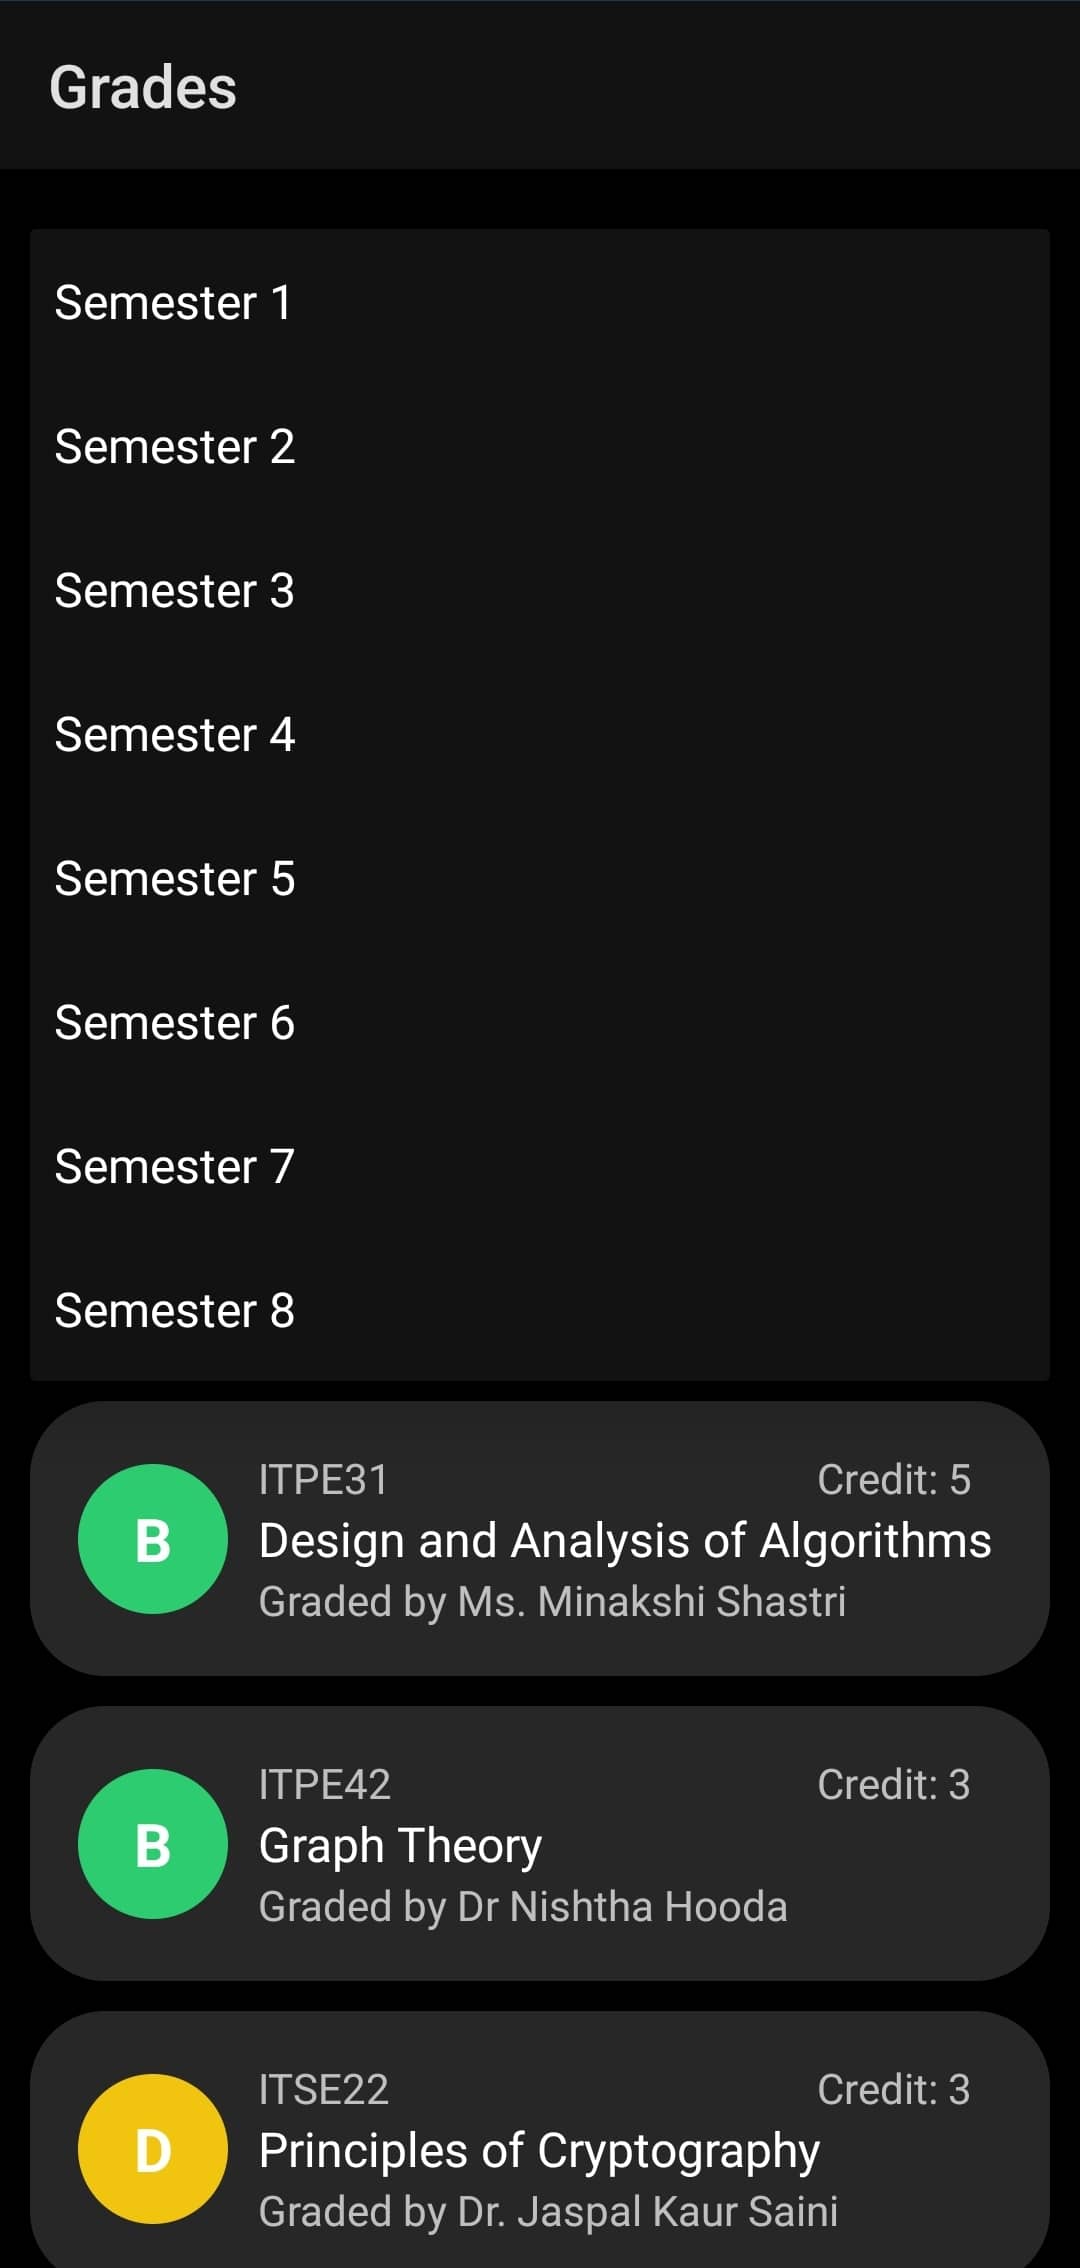 Grades
Semester 1
Semester 2
Semester 3
Semester 4
Semester 5
Semester 6
Semester 7
Semester 8
B
ITPE31 Credit: 5
Design and Analysis of Algorithms
Graded by Ms. Minakshi Shastri
B
ITPE42 Credit: 3
Graph Theory
Graded by Dr Nishtha Hooda
D
ITSE22 Credit: 3
Principles of Cryptography
Graded by Dr. Jaspal Kaur Saini